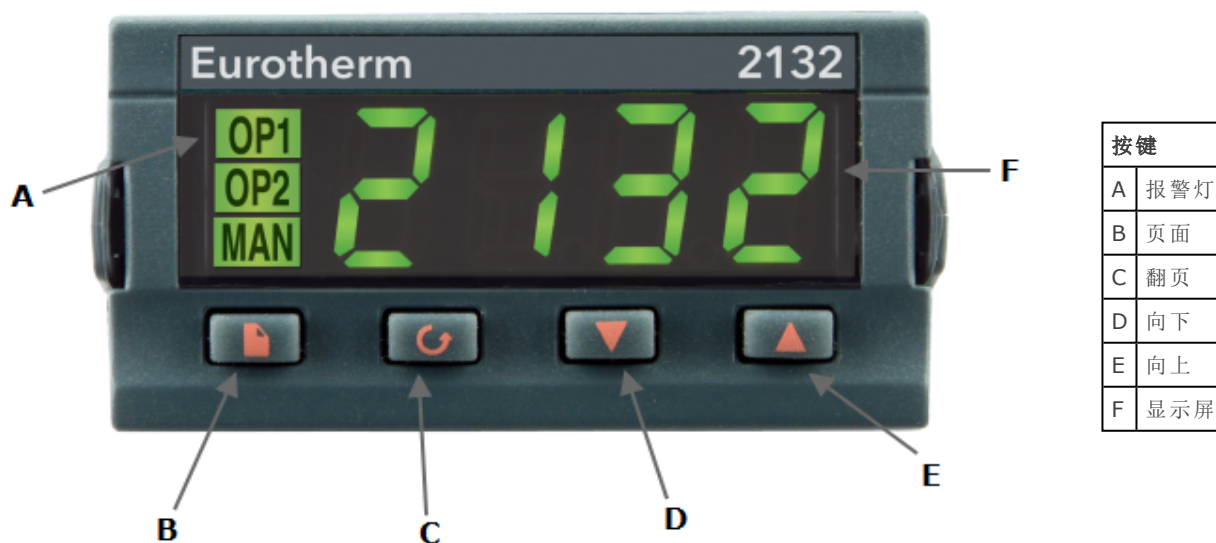 Eurotherm 2132
OP1
OP2
MAN
2132
A
F
B
C
D
E
按键
A 报警灯
B 页面
C 翻页
D 向下
E 向上
F 显示屏